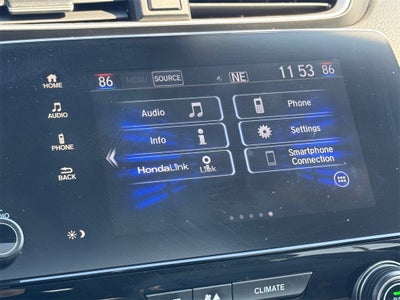 HOME
86 MENU SOURCE NE 11 53 86
AUDIO
Audio
Phone
PHONE
Info
Settings
BACK
HondaLink
Link
Smartphone
Connection
CLIMATE